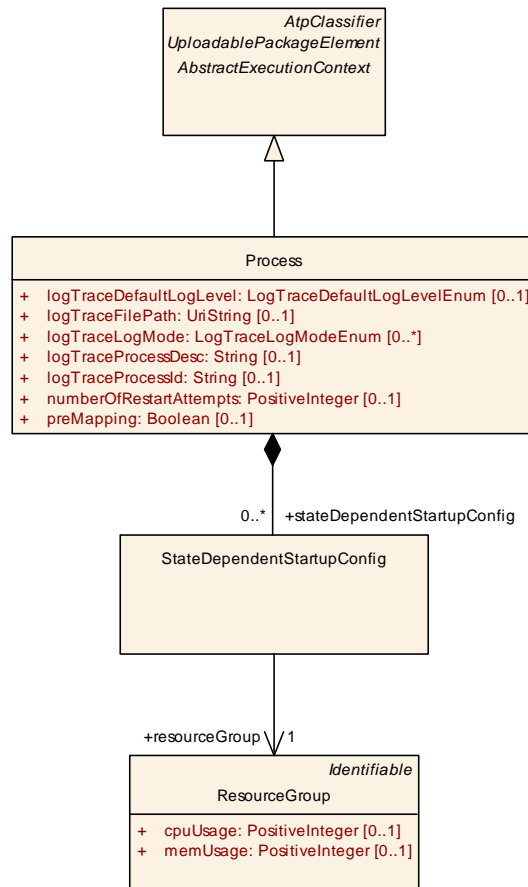 AtpClassifier
UploadablePackageElement
AbstractExecutionContext
Process
+ logTraceDefaultLogLevel: LogTraceDefaultLogLevelEnum [0..1]
+ logTraceFilePath: UriString [0..1]
+ logTraceLogMode: LogTraceLogModeEnum [0..*]
+ logTraceProcessDesc: String [0..1]
+ logTraceProcessId: String [0..1]
+ numberOfRestartAttempts: PositiveInteger [0..1]
+ preMapping: Boolean [0..1]
0..* +stateDependentStartupConfig
StateDependentStartupConfig
+resourceGroup 1
Identifiable
ResourceGroup
+ cpuUsage: PositiveInteger [0..1]
+ memUsage: PositiveInteger [0..1]